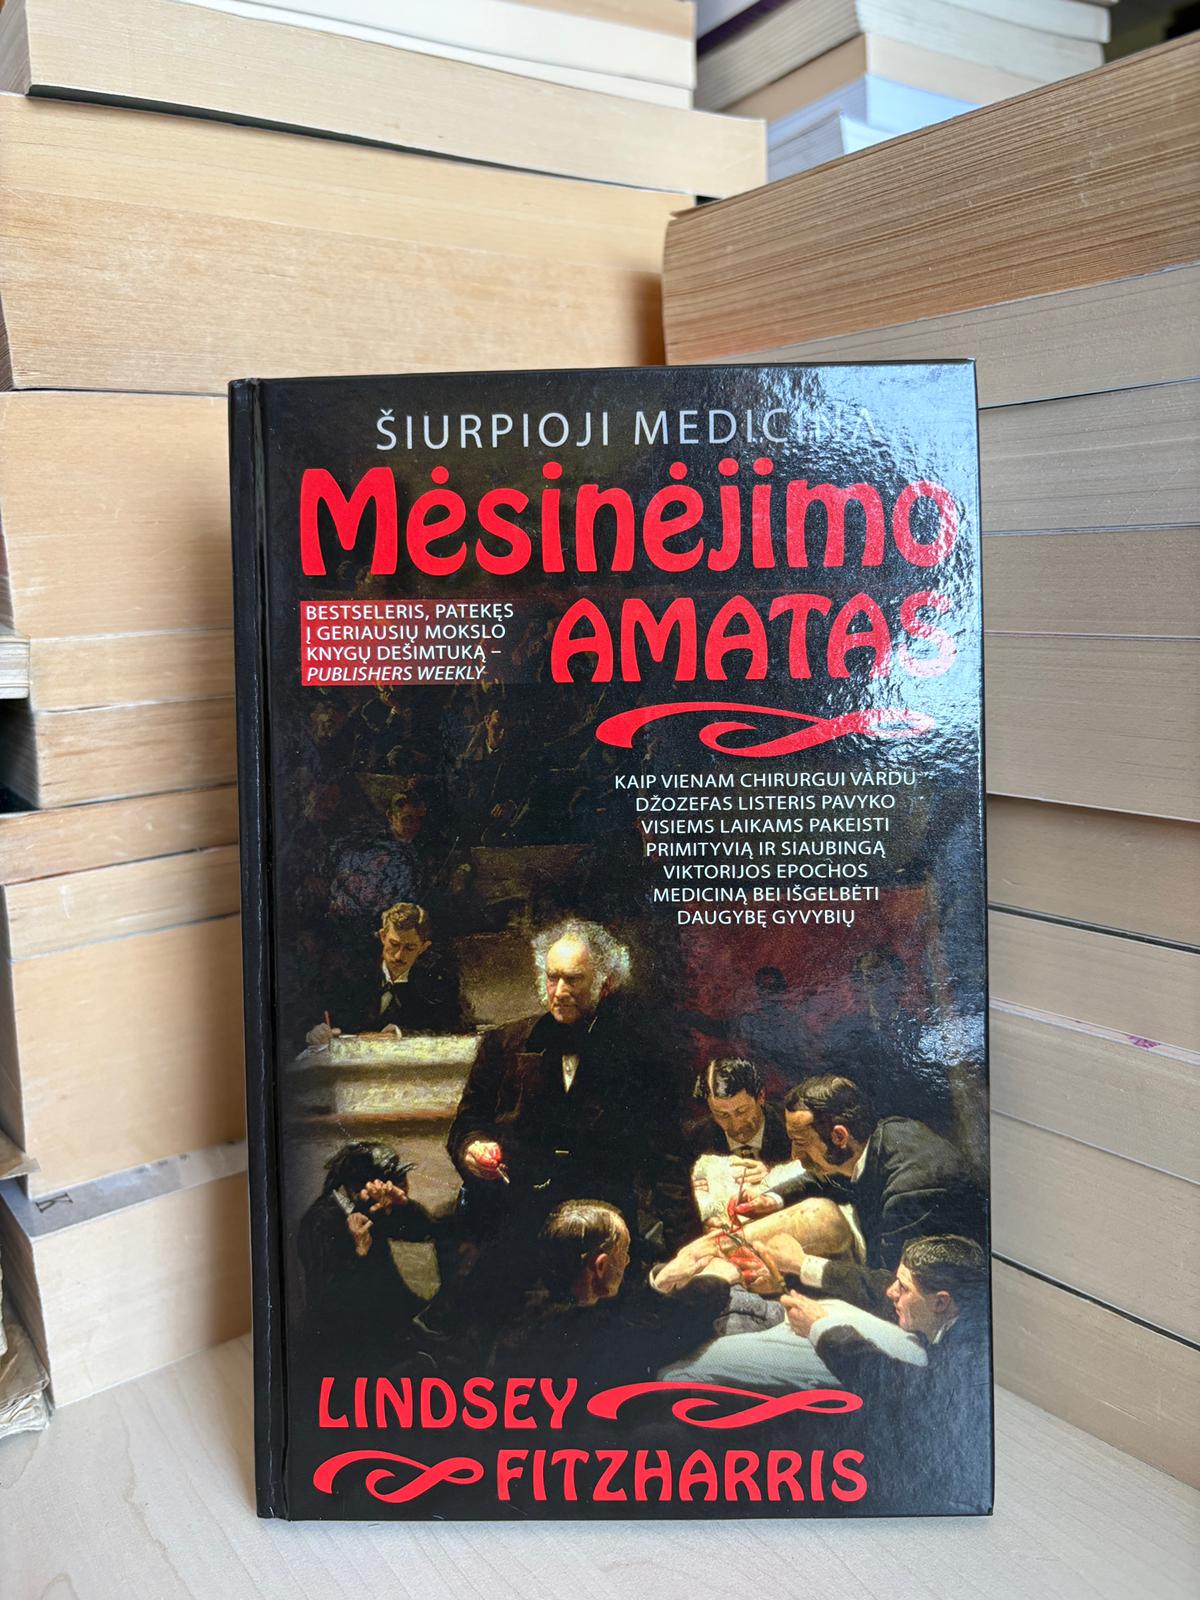 ŠIURPIOJI MEDICINA
Mėsinėjimo
AMATAS
BESTSELERIS, PATEKĘS
Į GERIAUSIŲ MOKSLO
KNYGŲ DEŠIMTUKĄ –
PUBLISHERS WEEKLY
KAIP VIENAM CHIRURGUI VARDU
DŽOZEFAS LISTERIS PAVYKO
VISIEMS LAIKAMS PAKEISTI
PRIMITYVIĄ IR SIAUBINGĄ
VIKTORIJOS EPOCHOS
MEDICINĄ BEI IŠGELBĖTI
DAUGYBĘ GYVYBIŲ
LINDSEY
FITZHARRIS